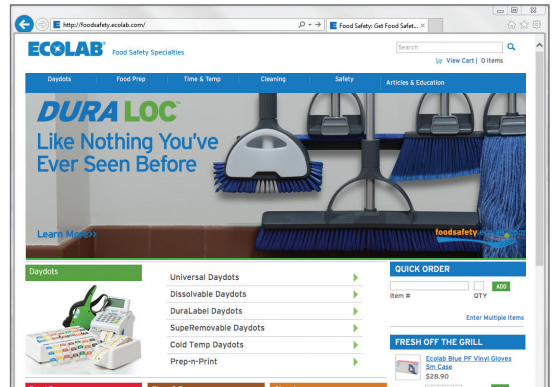 http://foodsafety.ecolab.com/
Food Safety: Get Food Safet...
ECOLAB® Food Safety Specialties
Search
View Cart | 0 Items
Daydots Food Prep Time & Temp Cleaning Safety Articles & Education
DURA LOC™
Like Nothing You've
Ever Seen Before
Learn More>>
foodsafety.ecolab.com
Daydots
Universal Daydots
Dissolvable Daydots
DuraLabel Daydots
SupeRemovable Daydots
Cold Temp Daydots
Prep-n-Print
QUICK ORDER
ADD
Item # QTY
Enter Multiple Items
FRESH OFF THE GRILL
Ecolab Blue PF Vinyl Gloves
Sm Case
$28.90